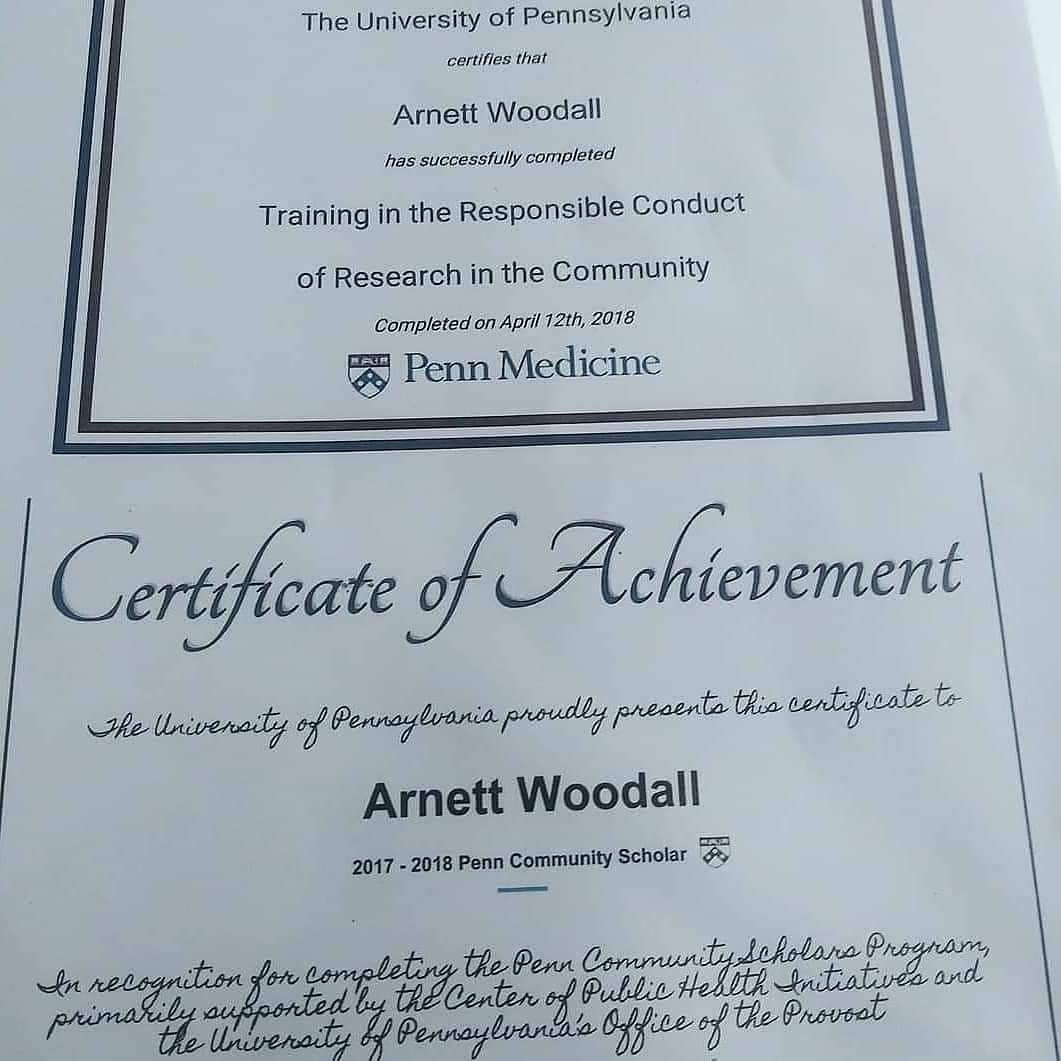 The University of Pennsylvania
certifies that
Arnett Woodall
has successfully completed
Training in the Responsible Conduct
of Research in the Community
Completed on April 12th, 2018
Penn Medicine
Certificate of Achievement
The University of Pennsylvania proudly presents this certificate to
Arnett Woodall
2017 - 2018 Penn Community Scholar
In recognition for completing the Penn Community Scholars Program,
primarily supported by the Center of Public Health Initiatives and
the University of Pennsylvania's Office of the Provost